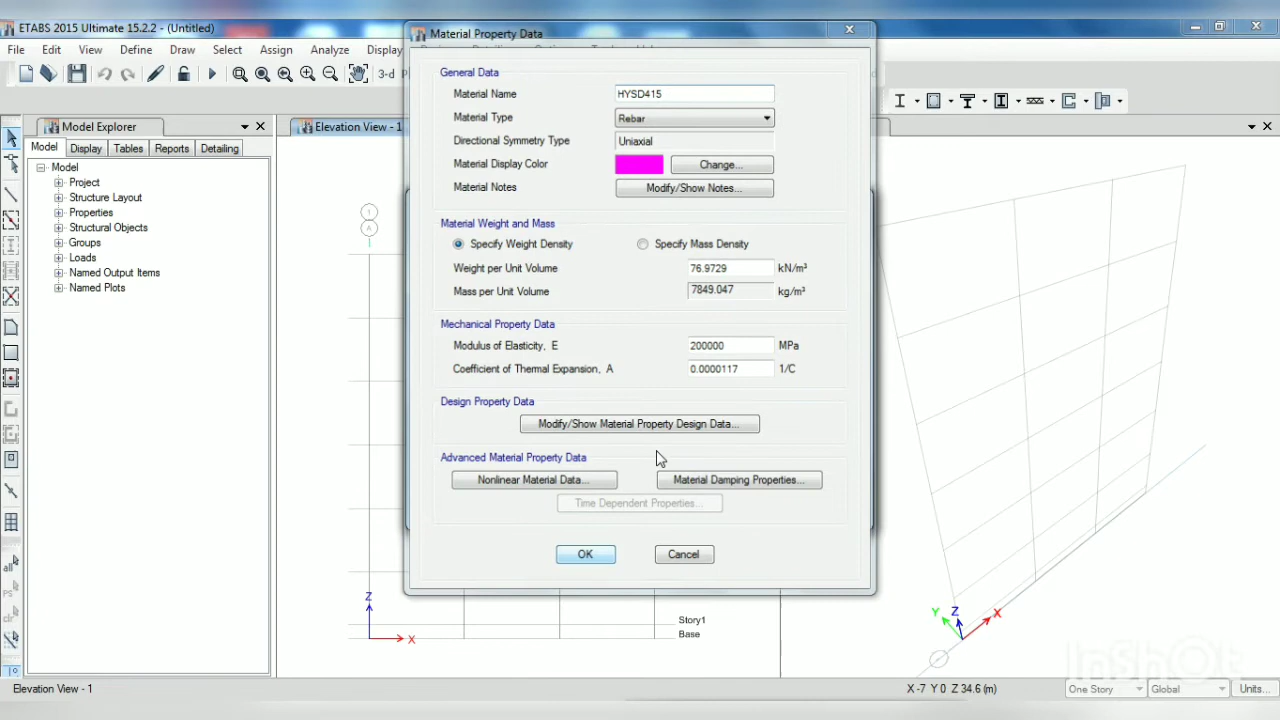 ETABS 2015 Ultimate 15.2.2 - (Untitled)
Material Property Data
File Edit View Define Draw Select Assign Analyze Display
3-d
Model Explorer
Elevation View - 1
Model Display Tables Reports Detailing
Model
Project
Structure Layout
Properties
Structural Objects
Groups
Loads
Named Output Items
Named Plots
1
A
General Data
Material Name HYSD415
Material Type Rebar
Directional Symmetry Type Uniaxial
Material Display Color Change...
Material Notes Modify/Show Notes...
Material Weight and Mass
Specify Weight Density Specify Mass Density
Weight per Unit Volume 76.9729 kN/m³
Mass per Unit Volume 7849.047 kg/m³
Mechanical Property Data
Modulus of Elasticity, E 200000 MPa
Coefficient of Thermal Expansion, A 0.0000117 1/C
Design Property Data
Modify/Show Material Property Design Data...
Advanced Material Property Data
Nonlinear Material Data... Material Damping Properties...
Time Dependent Properties...
OK Cancel
Z
X
Story1
Base
Y Z X
InShot
Elevation View - 1
X -7 Y 0 Z 34.6 (m)
One Story Global Units...